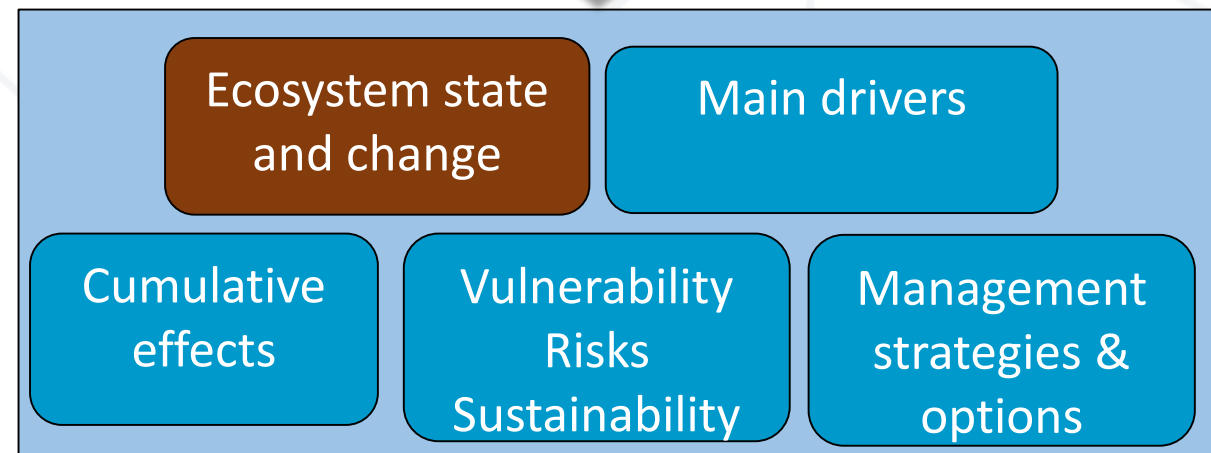 Ecosystem state
and change
Main drivers
Cumulative
effects
Vulnerability
Risks
Sustainability
Management
strategies &
options